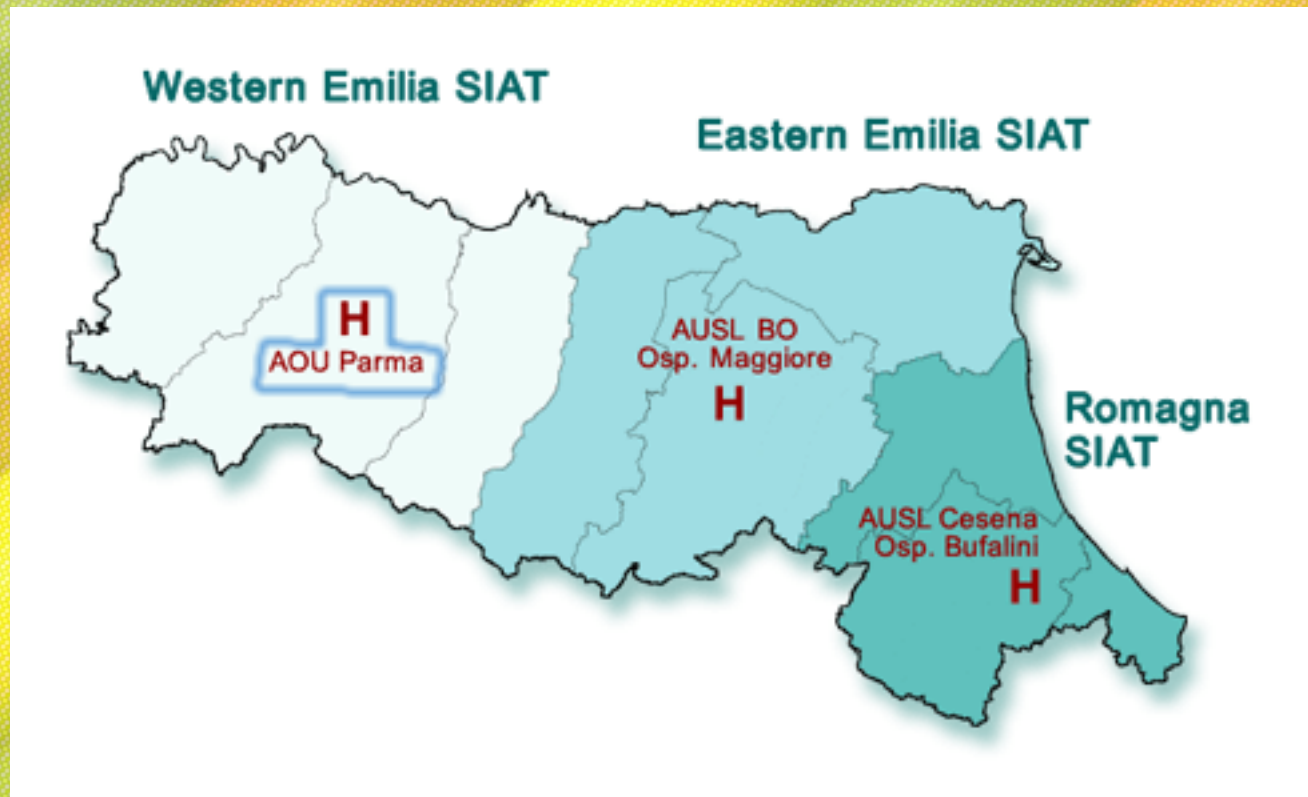 Western Emilia SIAT
Eastern Emilia SIAT
H
AOU Parma
AUSL BO
Osp. Maggiore
H
Romagna
SIAT
AUSL Cesena
Osp. Bufalini
H